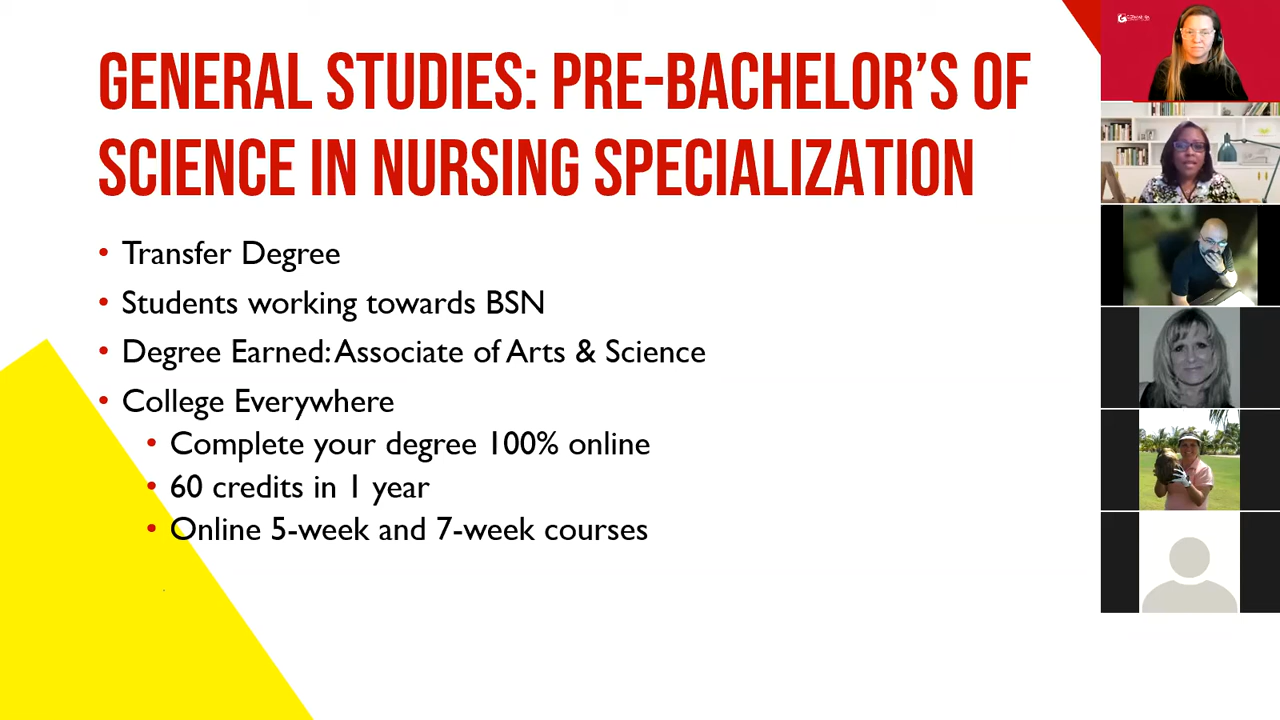 GENERAL STUDIES: PRE-BACHELOR'S OF
SCIENCE IN NURSING SPECIALIZATION
• Transfer Degree
• Students working towards BSN
• Degree Earned: Associate of Arts & Science
• College Everywhere
• Complete your degree 100% online
• 60 credits in 1 year
• Online 5-week and 7-week courses